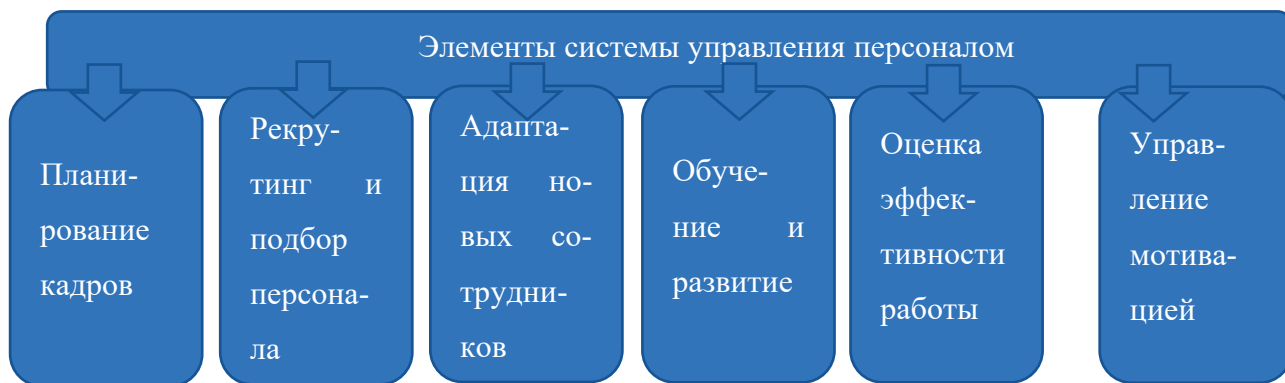 Элементы системы управления персоналом
Плани-
рование
кадров
Рекру-
тинг и
подбор
персона-
ла
Адапта-
ция но-
вых со-
трудни-
ков
Обуче-
ние и
развитие
Оценка
эффек-
тивности
работы
Управ-
ление
мотива-
цией